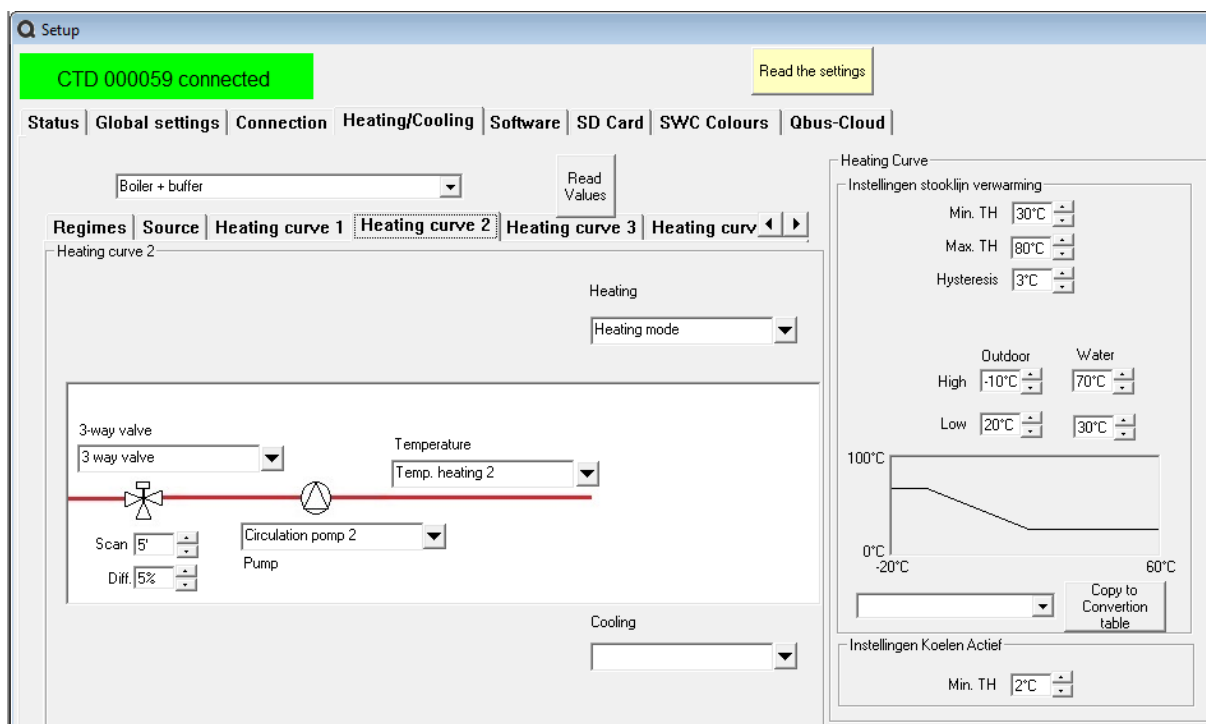 Setup
CTD 000059 connected
Read the settings
Status Global settings Connection Heating/Cooling Software SD Card SWC Colours Qbus-Cloud
Boiler + buffer
Read
Values
Regimes Source Heating curve 1 Heating curve 2 Heating curve 3 Heating curv
Heating curve 2
Heating
Heating mode
3-way valve
3 way valve
Temperature
Temp. heating 2
Scan 5'
Diff. 5%
Circulation pomp 2
Pump
Cooling
Heating Curve
Instellingen stooklijn verwarming
Min. TH 30°C
Max. TH 80°C
Hysteresis 3°C
Outdoor Water
High -10°C 70°C
Low 20°C 30°C
100°C
0°C
-20°C 60°C
Copy to
Convertion
table
Instellingen Koelen Actief
Min. TH 2°C